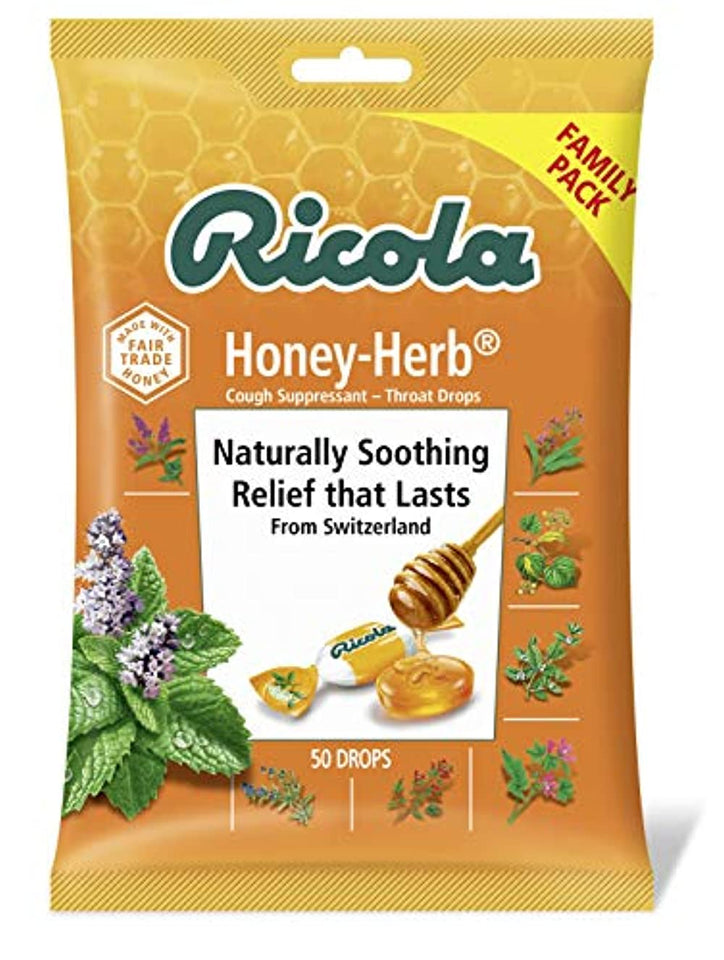 FAMILY
PACK
Ricola
MADE WITH
FAIR
TRADE
HONEY
Honey-Herb®
Cough Suppressant – Throat Drops
Naturally Soothing
Relief that Lasts
From Switzerland
Ricola
50 DROPS